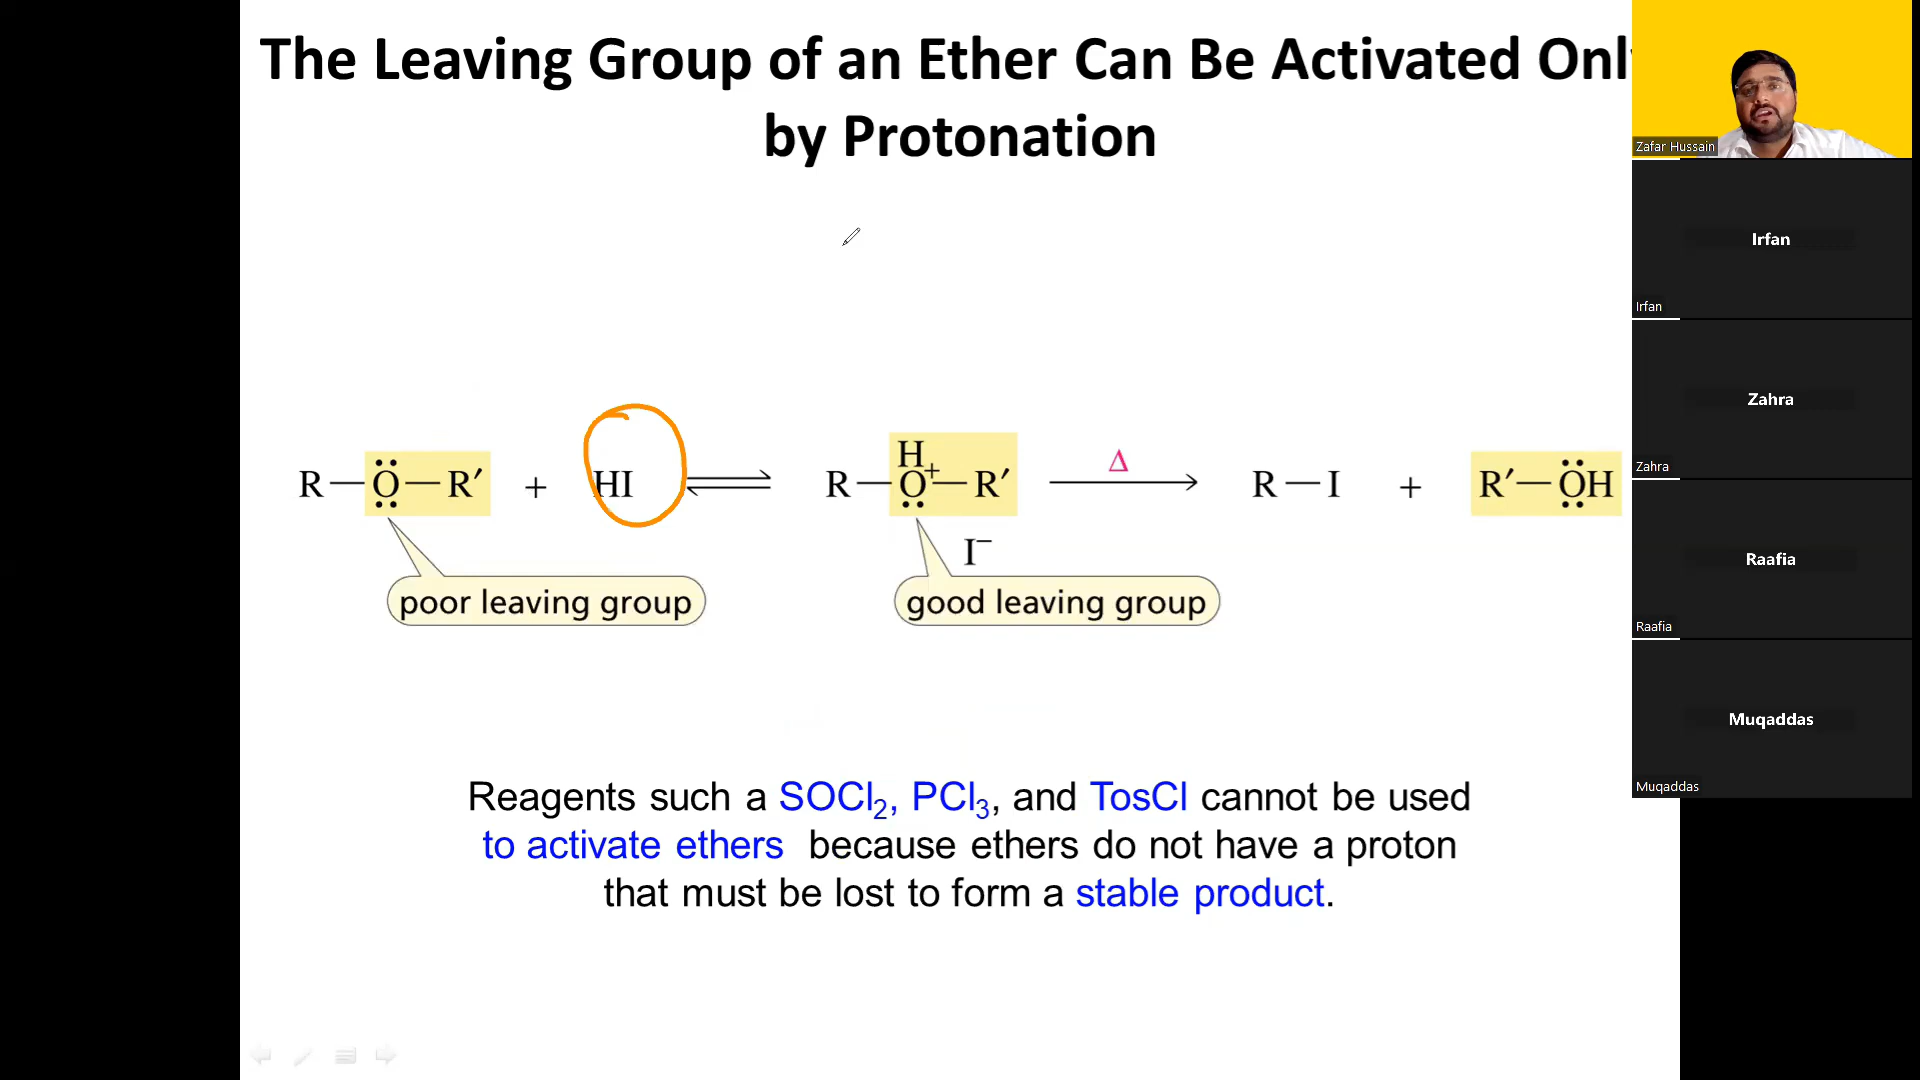 The Leaving Group of an Ether Can Be Activated Onl
by Protonation
Zafar Hussain
Irfan
Irfan
Zahra
Zahra
Raafia
Raafia
Muqaddas
Muqaddas
R—Ö—R′ + HI ⇌ R—O⁺(H)—R′ Δ → R—I + R′—ÖH
I⁻
poor leaving group
good leaving group
Reagents such a SOCl₂, PCl₃, and TosCl cannot be used
to activate ethers because ethers do not have a proton
that must be lost to form a stable product.